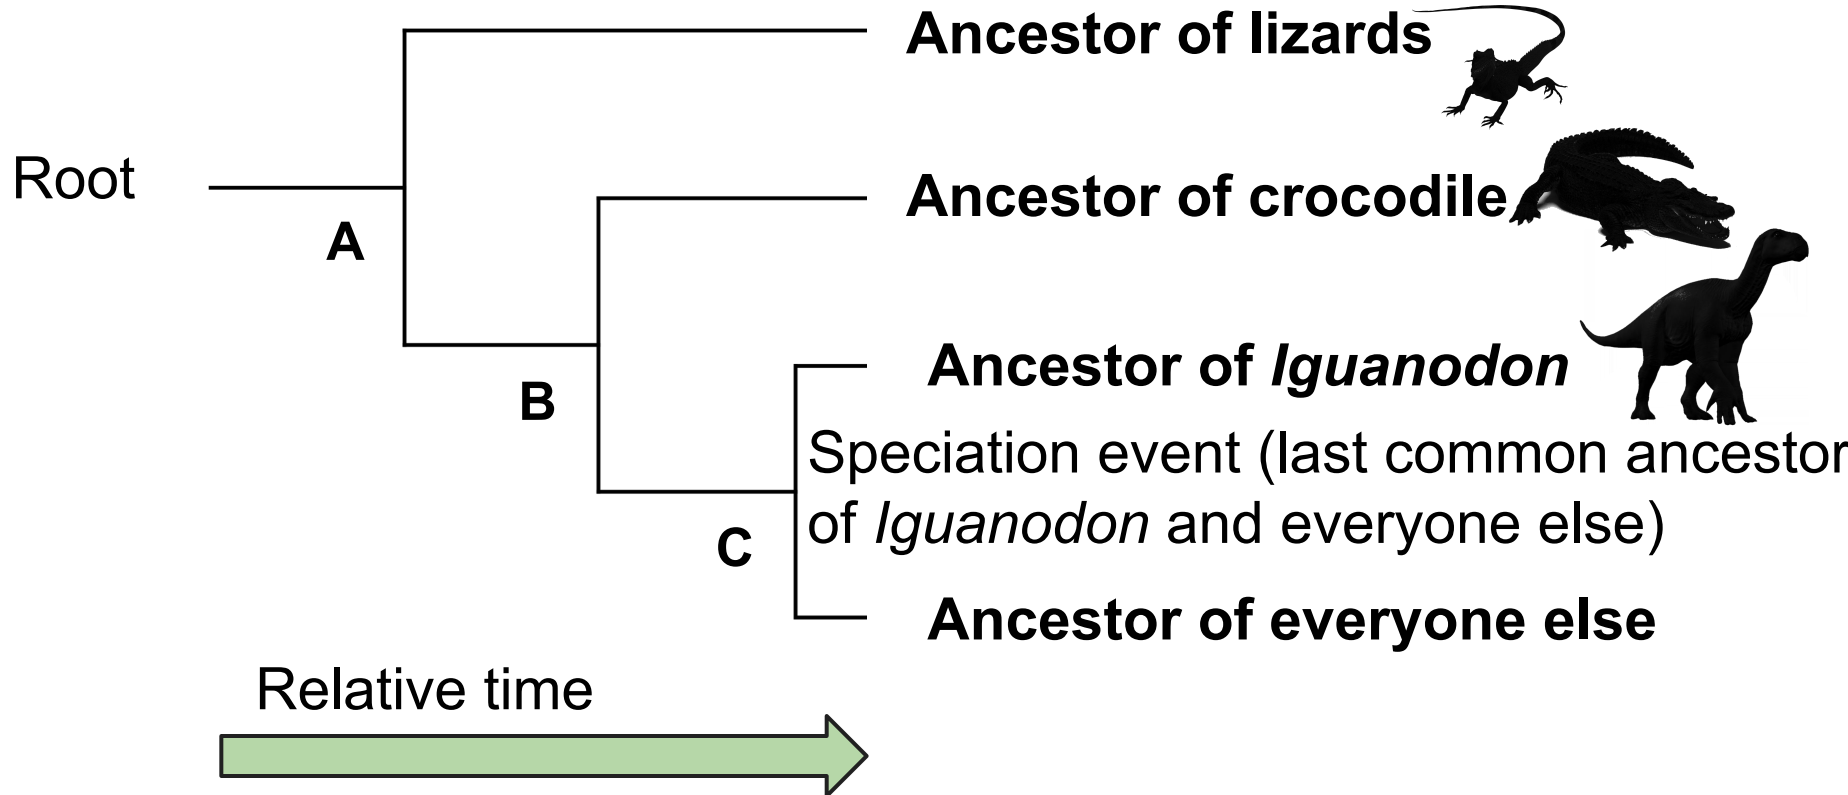 Ancestor of lizards
Root
Ancestor of crocodile
A
Ancestor of Iguanodon
B
Speciation event (last common ancestor
of Iguanodon and everyone else)
C
Ancestor of everyone else
Relative time